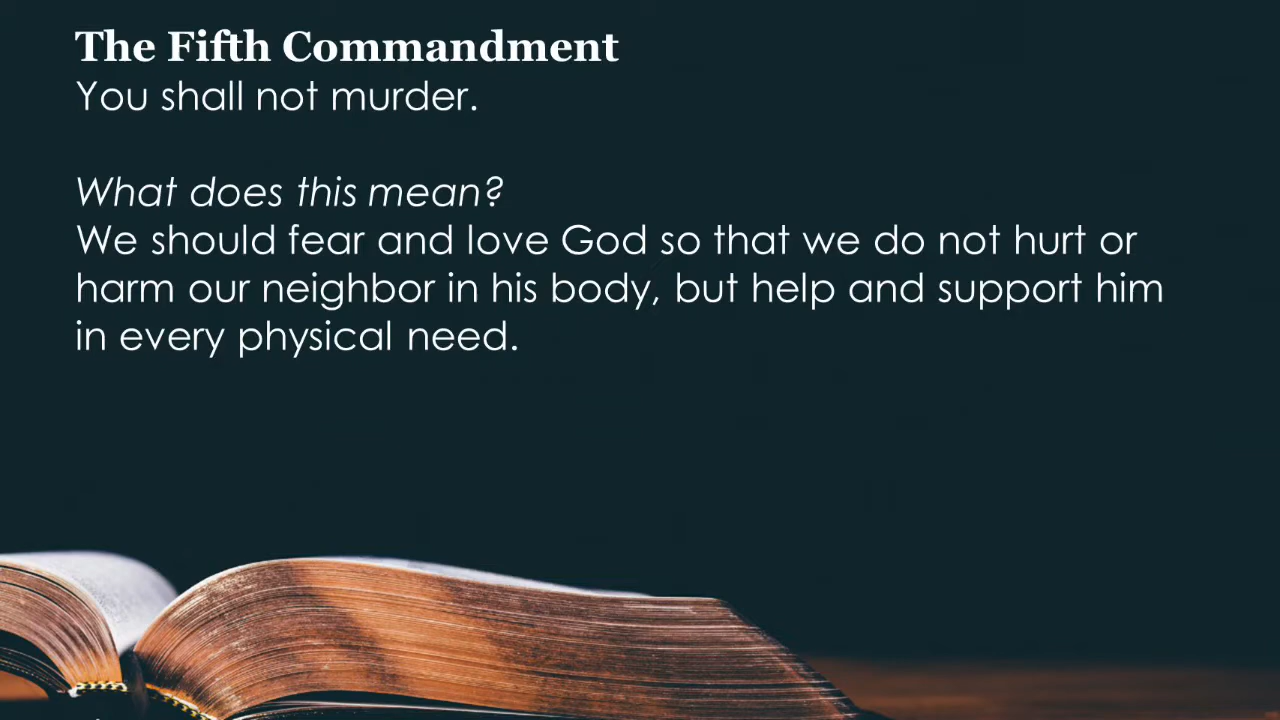 The Fifth Commandment
You shall not murder.
What does this mean?
We should fear and love God so that we do not hurt or
harm our neighbor in his body, but help and support him
in every physical need.